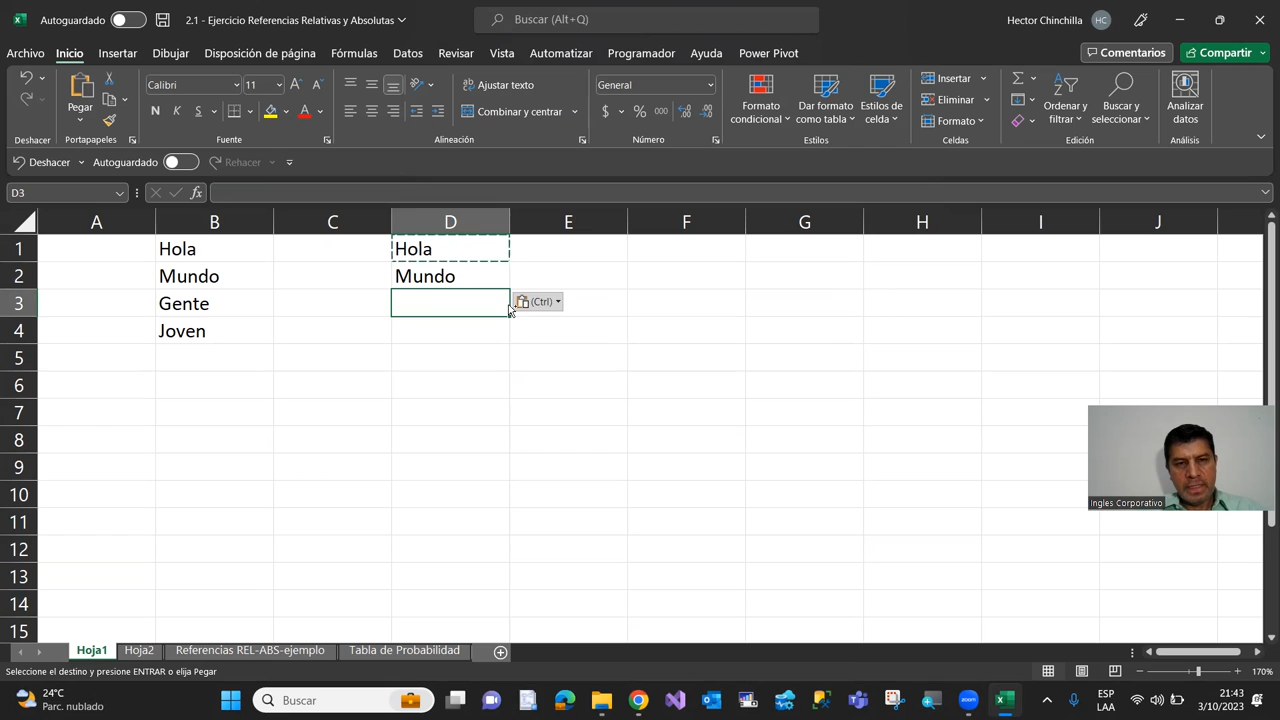 Autoguardado
2.1 - Ejercicio Referencias Relativas y Absolutas
Buscar (Alt+Q)
Hector Chinchilla
HC
Archivo Inicio Insertar Dibujar Disposición de página Fórmulas Datos Revisar Vista Automatizar Programador Ayuda Power Pivot
Comentarios
Compartir
Pegar
Calibri 11
N K S
Ajustar texto
Combinar y centrar
General
$ % 000
Formato condicional
Dar formato como tabla
Estilos de celda
Insertar
Eliminar
Formato
Ordenar y filtrar
Buscar y seleccionar
Analizar datos
Deshacer Portapapeles Fuente Alineación Número Estilos Celdas Edición Análisis
Deshacer Autoguardado Rehacer
D3 fx
A B C D E F G H I J
1 Hola Hola
2 Mundo Mundo
3 Gente (Ctrl)
4 Joven
5
6
7
8
9
10
11
12
13
14
15
Ingles Corporativo
Hoja1 Hoja2 Referencias REL-ABS-ejemplo Tabla de Probabilidad
Seleccione el destino y presione ENTRAR o elija Pegar
170%
24°C
Parc. nublado
Buscar
zoom
ESP
LAA
21:43
3/10/2023